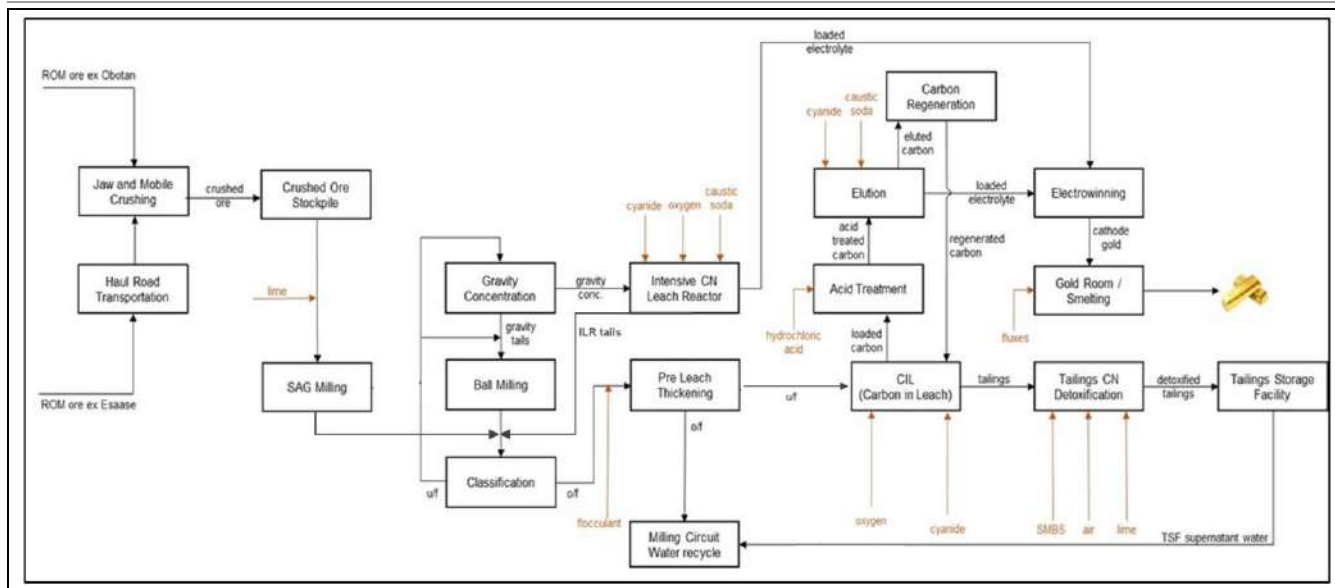 loaded
electrolyte
ROM ore ex Obotan
Carbon
Regeneration
cyanide
caustic
soda
eluted
carbon
Jaw and Mobile
Crushing
crushed
ore
Crushed Ore
Stockpile
Elution
loaded
electrolyte
Electrowinning
cyanide
oxygen
caustic
soda
acid
treated
carbon
regenerated
carbon
cathode
gold
Haul Road
Transportation
lime
Gravity
Concentration
gravity
conc.
Intensive CN
Leach Reactor
Acid Treatment
Gold Room /
Smelting
gravity
tails
ILR tails
hydrochloric
acid
loaded
carbon
fluxes
ROM ore ex Esaase
SAG Milling
Ball Milling
Pre Leach
Thickening
u/f
CIL
(Carbon in Leach)
tailings
Tailings CN
Detoxification
detoxified
tailings
Tailings Storage
Facility
o/f
Classification
u/f
o/f
flocculant
oxygen
cyanide
SMBS
air
lime
Milling Circuit
Water recycle
TSF supernatant water